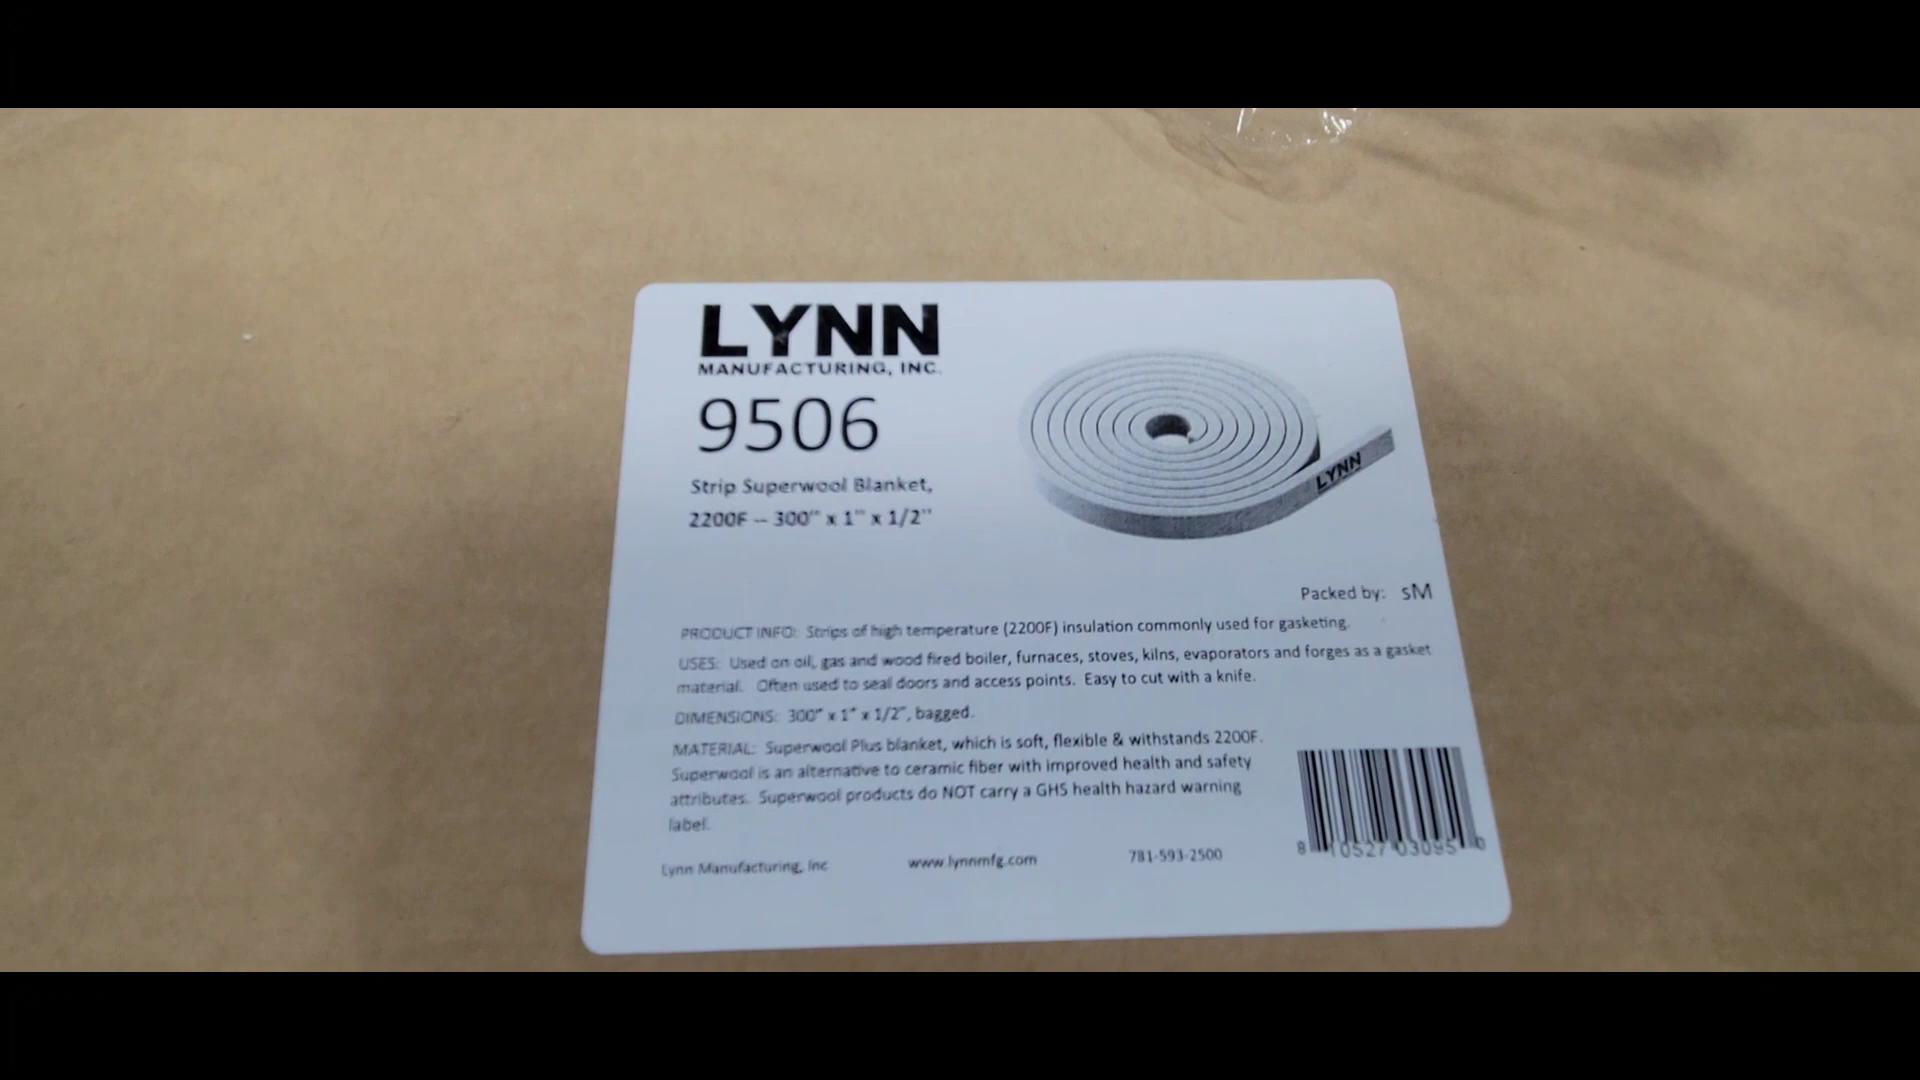 LYNN
MANUFACTURING, INC.
9506
Strip Superwool Blanket,
2200F -- 300" x 1" x 1/2"
LYNN
Packed by: sM
PRODUCT INFO: Strips of high temperature (2200F) insulation commonly used for gasketing.
USES: Used on oil, gas and wood fired boiler, furnaces, stoves, kilns, evaporators and forges as a gasket
material. Often used to seal doors and access points. Easy to cut with a knife.
DIMENSIONS: 300" x 1" x 1/2", bagged.
MATERIAL: Superwool Plus blanket, which is soft, flexible & withstands 2200F.
Superwool is an alternative to ceramic fiber with improved health and safety
attributes. Superwool products do NOT carry a GHS health hazard warning
label.
8 10527 03095 0
Lynn Manufacturing, Inc www.lynnmfg.com 781-593-2500